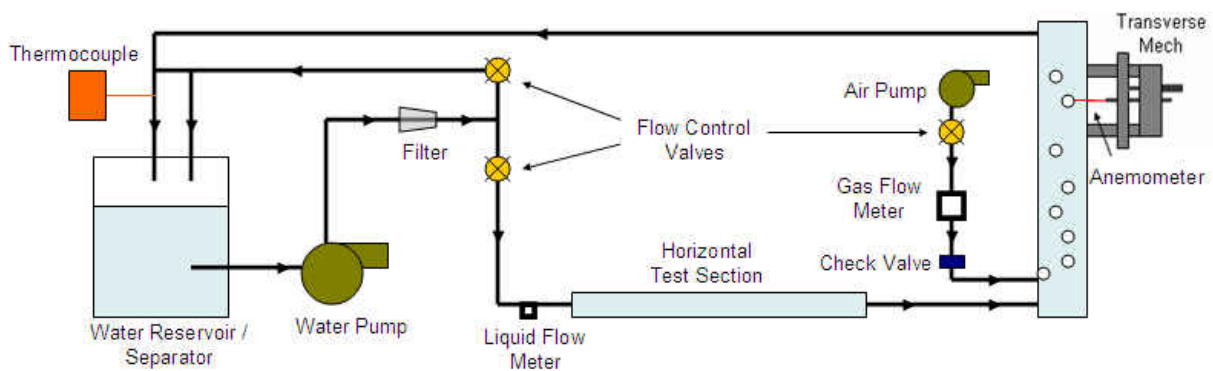 Thermocouple
Transverse
Mech
Air Pump
Filter
Flow Control
Valves
Gas Flow
Meter
Anemometer
Horizontal
Test Section
Check Valve
Water Reservoir /
Separator
Water Pump
Liquid Flow
Meter